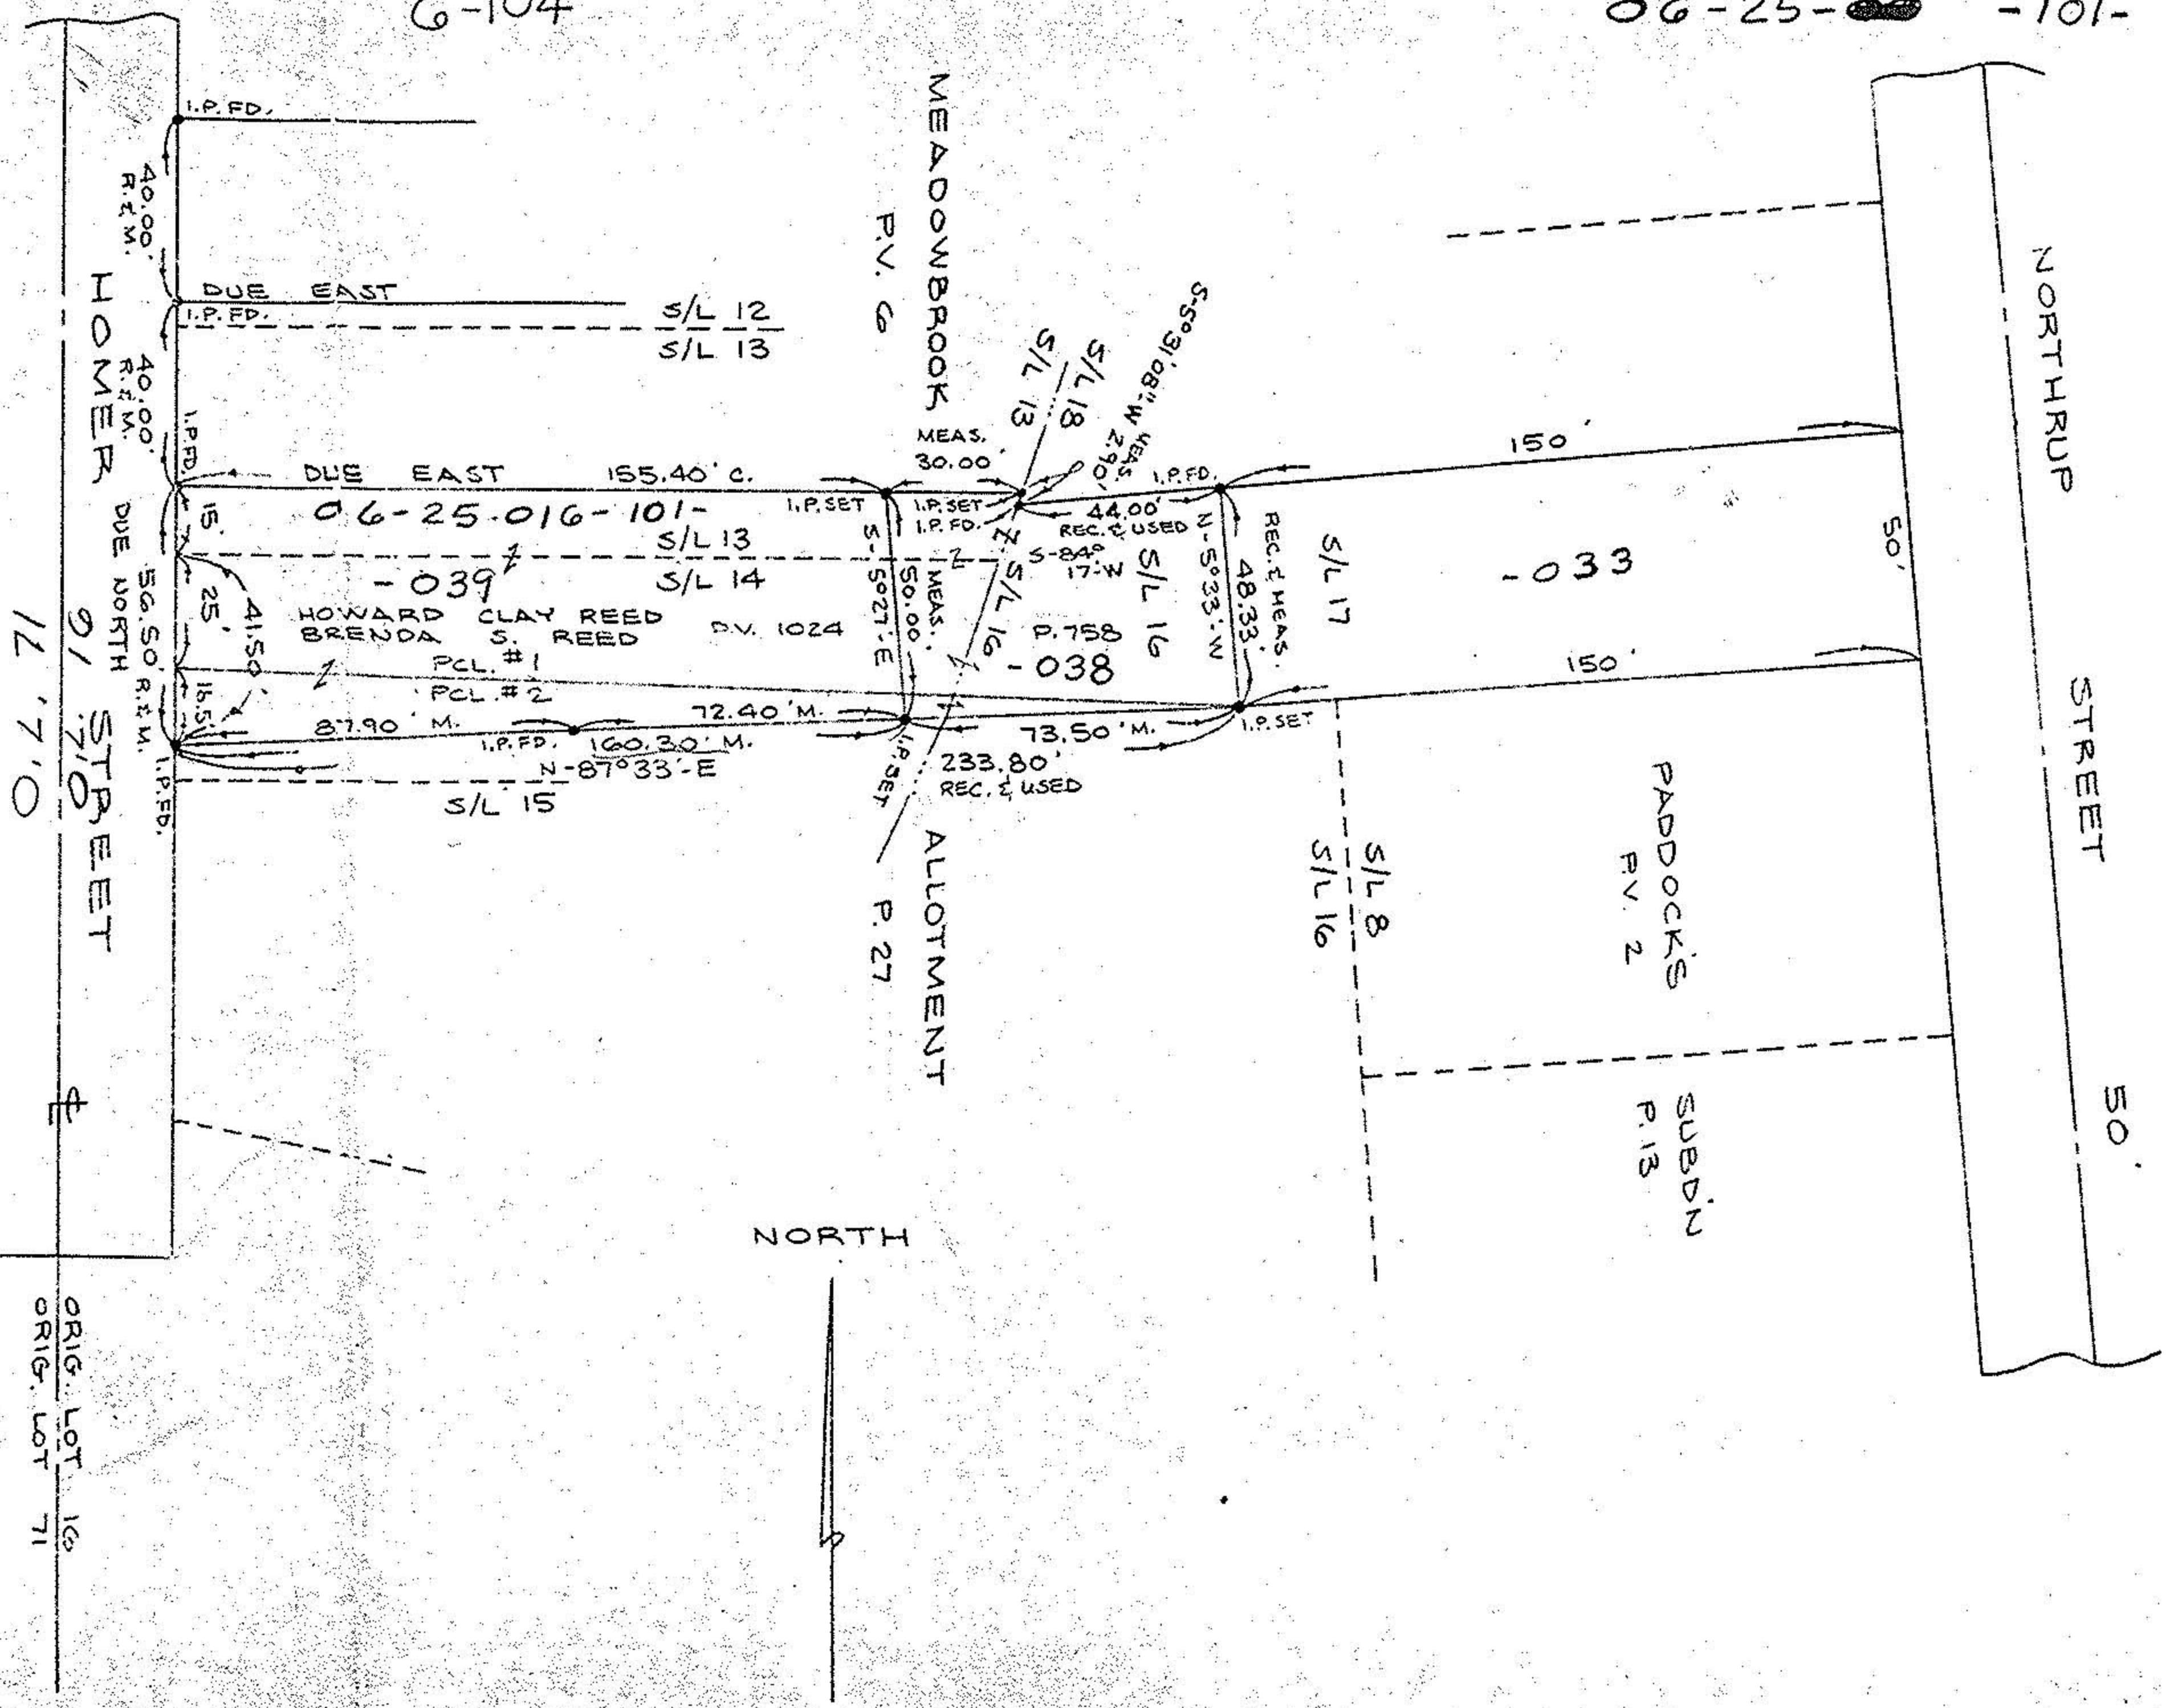 6-104
06-25- -101-
I.P. FD.
40.00'
R.&M.
DUE EAST
I.P. FD.
S/L 12
S/L 13
40.00'
R.&M.
I.P.FD.
HOMER STREET
DUE NORTH 56.50' R.&M.
MEADOWBROOK ALLOTMENT
P.V. 6 P. 27
S/L 18
S/L 13
S-5°31'08"-W 2.90'
MEAS.
MEAS.
30.00'
DUE EAST 155.40' C.
06-25-016-101-
I.P. SET
I.P. SET
I.P. FD.
I.P. FD.
44.00'
REC. & USED
S-84°
17'-W
15'
25'
16.5'
41.50'
S/L 13
S/L 14
-039
HOWARD CLAY REED
BRENDA S. REED
D.V. 1024
P. 758
PCL. #1
PCL. #2
S-5°27'-E
50.00'
MEAS.
S/L 16
S/L 16
-038
N-5°33'-W
48.33'
REC. & MEAS.
S/L 17
-033
150'
150'
50'
87.90' M.
I.P. FD.
72.40' M.
160.30' M.
N-87°33'-E
I.P. SET
73.50' M.
I.P. SET
233.80'
REC. & USED
I.P. FD.
S/L 15
S/L 8
S/L 16
PADDOCK'S SUBD'N
P.V. 2 P. 13
NORTHRUP STREET 50'
NORTH
O.L. 16
O.L. 71
ORIG. LOT 16
ORIG. LOT 71